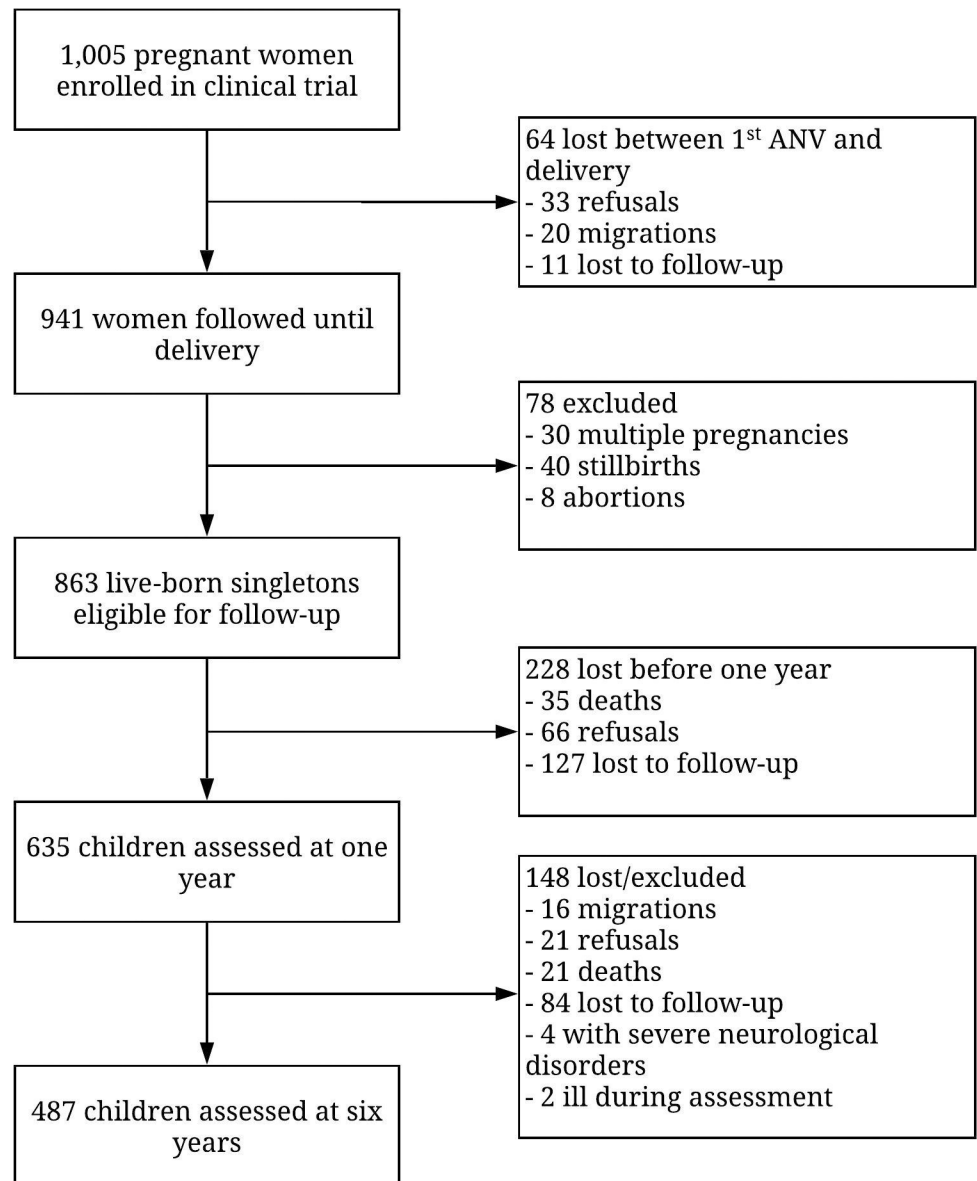 1,005 pregnant women
enrolled in clinical trial
64 lost between 1st ANV and
delivery
- 33 refusals
- 20 migrations
- 11 lost to follow-up
941 women followed until
delivery
78 excluded
- 30 multiple pregnancies
- 40 stillbirths
- 8 abortions
863 live-born singletons
eligible for follow-up
228 lost before one year
- 35 deaths
- 66 refusals
- 127 lost to follow-up
635 children assessed at one
year
148 lost/excluded
- 16 migrations
- 21 refusals
- 21 deaths
- 84 lost to follow-up
- 4 with severe neurological
disorders
- 2 ill during assessment
487 children assessed at six
years